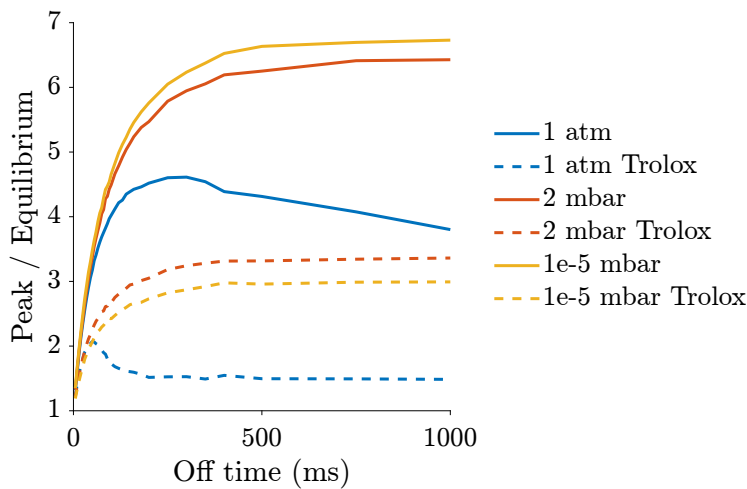 7
6
5
4
3
2
1
Peak / Equilibrium
0
500
1000
Off time (ms)
1 atm
1 atm Trolox
2 mbar
2 mbar Trolox
1e-5 mbar
1e-5 mbar Trolox